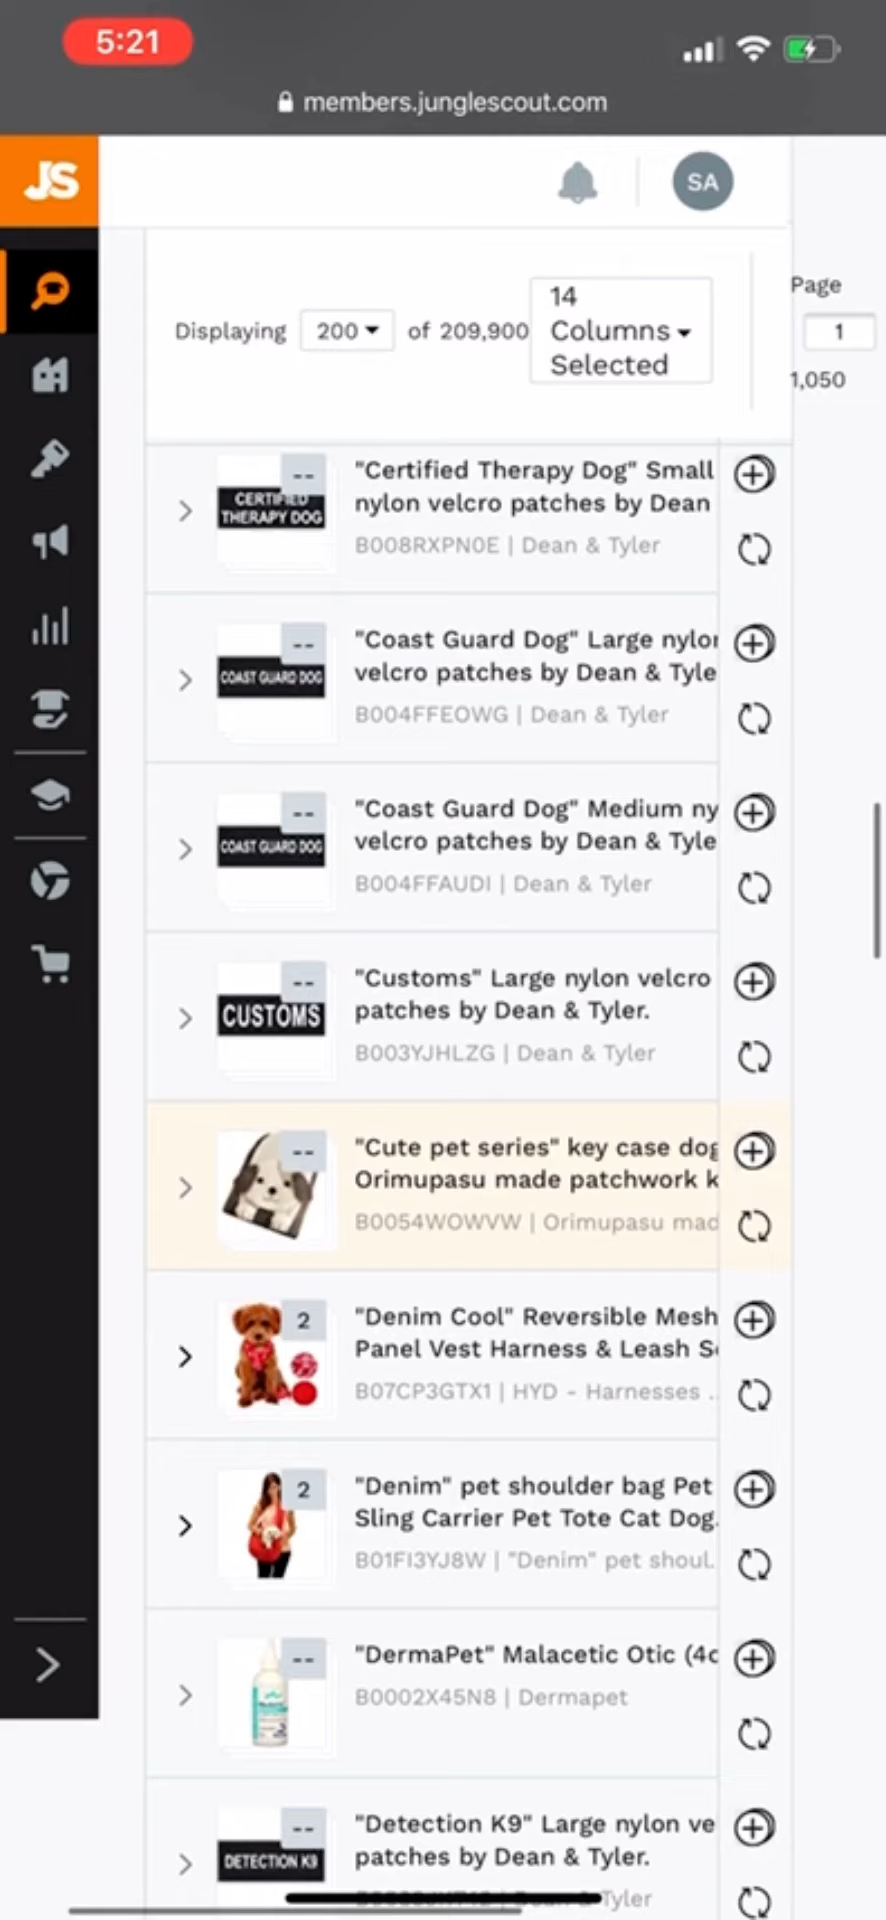 5:21
members.junglescout.com
JS
SA
Displaying 200 of 209,900
14 Columns Selected
Page
1
1,050
--
CERTIFIED
THERAPY DOG
"Certified Therapy Dog" Small
nylon velcro patches by Dean
B008RXPN0E | Dean & Tyler
--
COAST GUARD DOG
"Coast Guard Dog" Large nylon
velcro patches by Dean & Tyle
B004FFEOWG | Dean & Tyler
--
COAST GUARD DOG
"Coast Guard Dog" Medium ny
velcro patches by Dean & Tyle
B004FFAUDI | Dean & Tyler
--
CUSTOMS
"Customs" Large nylon velcro
patches by Dean & Tyler.
B003YJHLZG | Dean & Tyler
--
"Cute pet series" key case dog
Orimupasu made patchwork k
B0054WOWVW | Orimupasu mad
2
"Denim Cool" Reversible Mesh
Panel Vest Harness & Leash S
B07CP3GTX1 | HYD - Harnesses ..
2
"Denim" pet shoulder bag Pet
Sling Carrier Pet Tote Cat Dog.
B01FI3YJ8W | "Denim" pet shoul.
--
"DermaPet" Malacetic Otic (4o
B0002X45N8 | Dermapet
--
DETECTION K9
"Detection K9" Large nylon ve
patches by Dean & Tyler.
Tyler